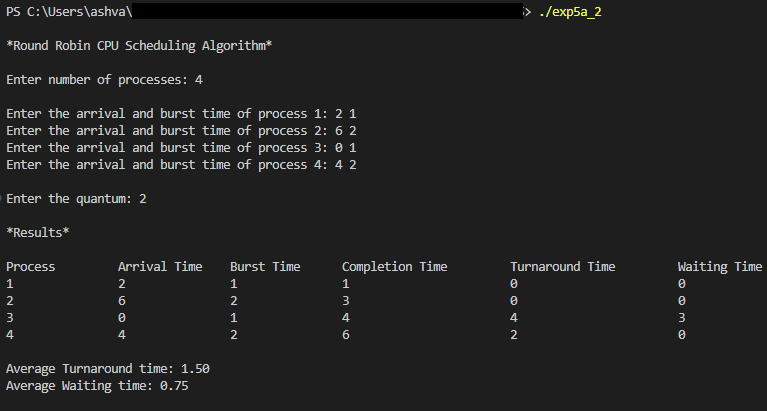 PS C:\Users\ashva\> ./exp5a_2
*Round Robin CPU Scheduling Algorithm*
Enter number of processes: 4
Enter the arrival and burst time of process 1: 2 1
Enter the arrival and burst time of process 2: 6 2
Enter the arrival and burst time of process 3: 0 1
Enter the arrival and burst time of process 4: 4 2
Enter the quantum: 2
*Results*
Process Arrival Time Burst Time Completion Time Turnaround Time Waiting Time
1 2 1 1 0 0
2 6 2 3 0 0
3 0 1 4 4 3
4 4 2 6 2 0
Average Turnaround time: 1.50
Average Waiting time: 0.75